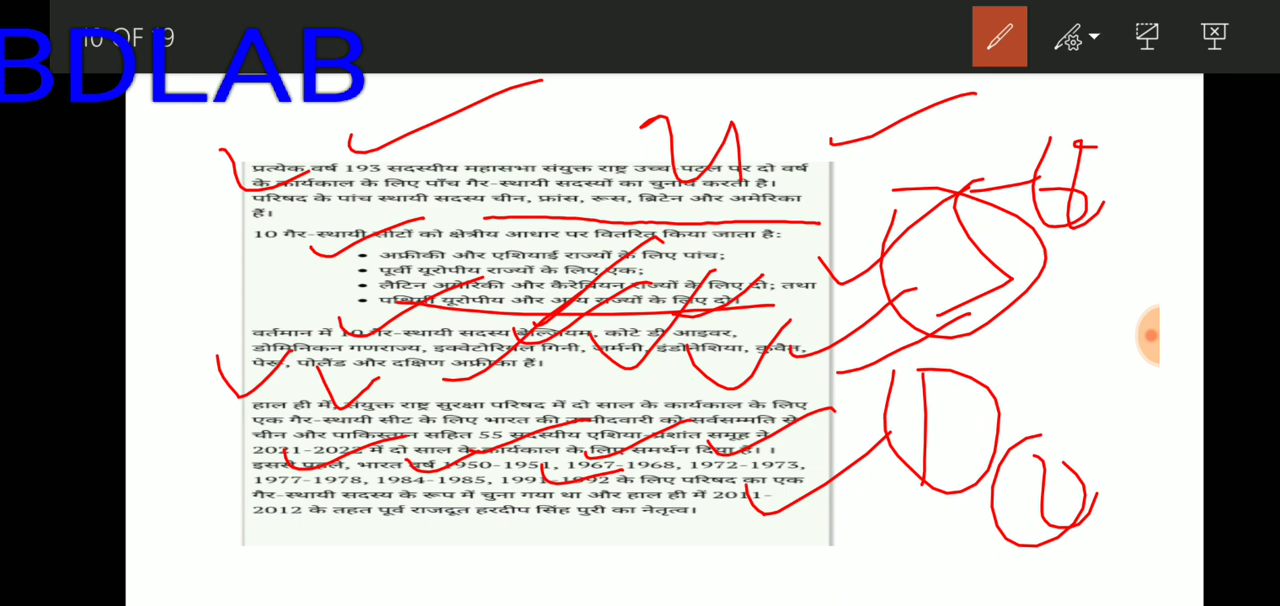 10 OF 19
BDLAB
प्रत्येक वर्ष 193 सदस्यीय महासभा संयुक्त राष्ट्र उच्च पटल पर दो वर्ष
के कार्यकाल के लिए पाँच गैर-स्थायी सदस्यों का चुनाव करती है।
परिषद के पांच स्थायी सदस्य चीन, फ्रांस, रूस, ब्रिटेन और अमेरिका
हैं।
10 गैर-स्थायी सीटों को क्षेत्रीय आधार पर वितरित किया जाता है:
• अफ्रीकी और एशियाई राज्यों के लिए पांच;
• पूर्वी यूरोपीय राज्यों के लिए एक;
• लैटिन अमेरिकी और कैरेबियन राज्यों के लिए दो; तथा
• पश्चिमी यूरोपीय और अन्य राज्यों के लिए दो।
वर्तमान में 10 गैर-स्थायी सदस्य बेल्जियम, कोटे डी आइवर,
डोमिनिकन गणराज्य, इक्वेटोरियल गिनी, जर्मनी, इंडोनेशिया, कुवैत,
पेरू, पोलैंड और दक्षिण अफ्रीका हैं।
हाल ही में, संयुक्त राष्ट्र सुरक्षा परिषद में दो साल के कार्यकाल के लिए
एक गैर-स्थायी सीट के लिए भारत की उम्मीदवारी को सर्वसम्मति से
चीन और पाकिस्तान सहित 55 सदस्यीय एशिया-प्रशांत समूह ने
2021-2022 में दो साल के कार्यकाल के लिए समर्थन दिया है। ।
इससे पहले, भारत वर्ष 1950-1951, 1967-1968, 1972-1973,
1977-1978, 1984-1985, 1991-1992 के लिए परिषद का एक
गैर-स्थायी सदस्य के रूप में चुना गया था और हाल ही में 2011-
2012 के तहत पूर्व राजदूत हरदीप सिंह पुरी का नेतृत्व।